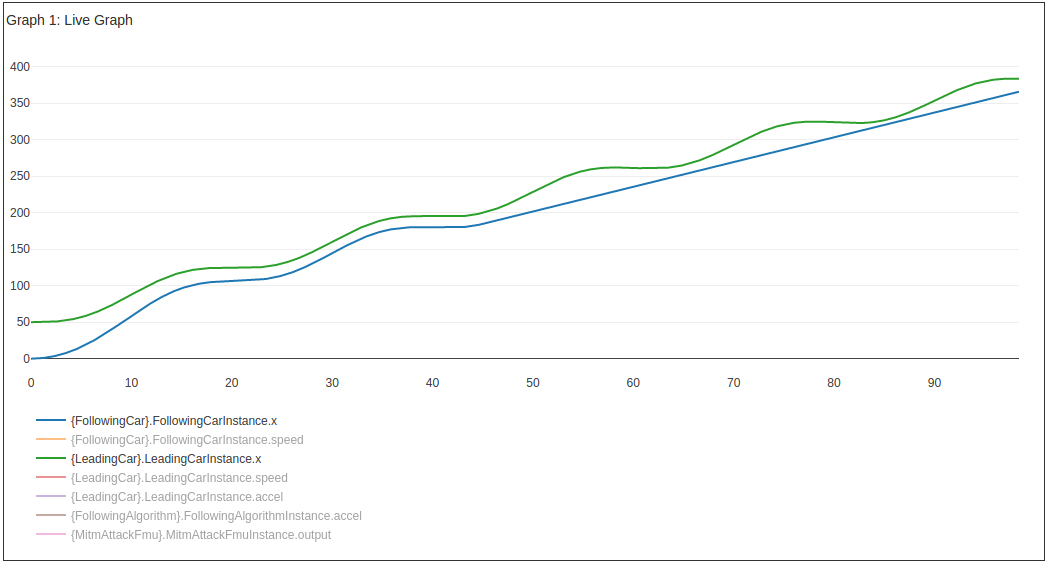 Graph 1: Live Graph
400
350
300
250
200
150
100
50
0
0 10 20 30 40 50 60 70 80 90
{FollowingCar}.FollowingCarInstance.x
{FollowingCar}.FollowingCarInstance.speed
{LeadingCar}.LeadingCarInstance.x
{LeadingCar}.LeadingCarInstance.speed
{LeadingCar}.LeadingCarInstance.accel
{FollowingAlgorithm}.FollowingAlgorithmInstance.accel
{MitmAttackFmu}.MitmAttackFmuInstance.output